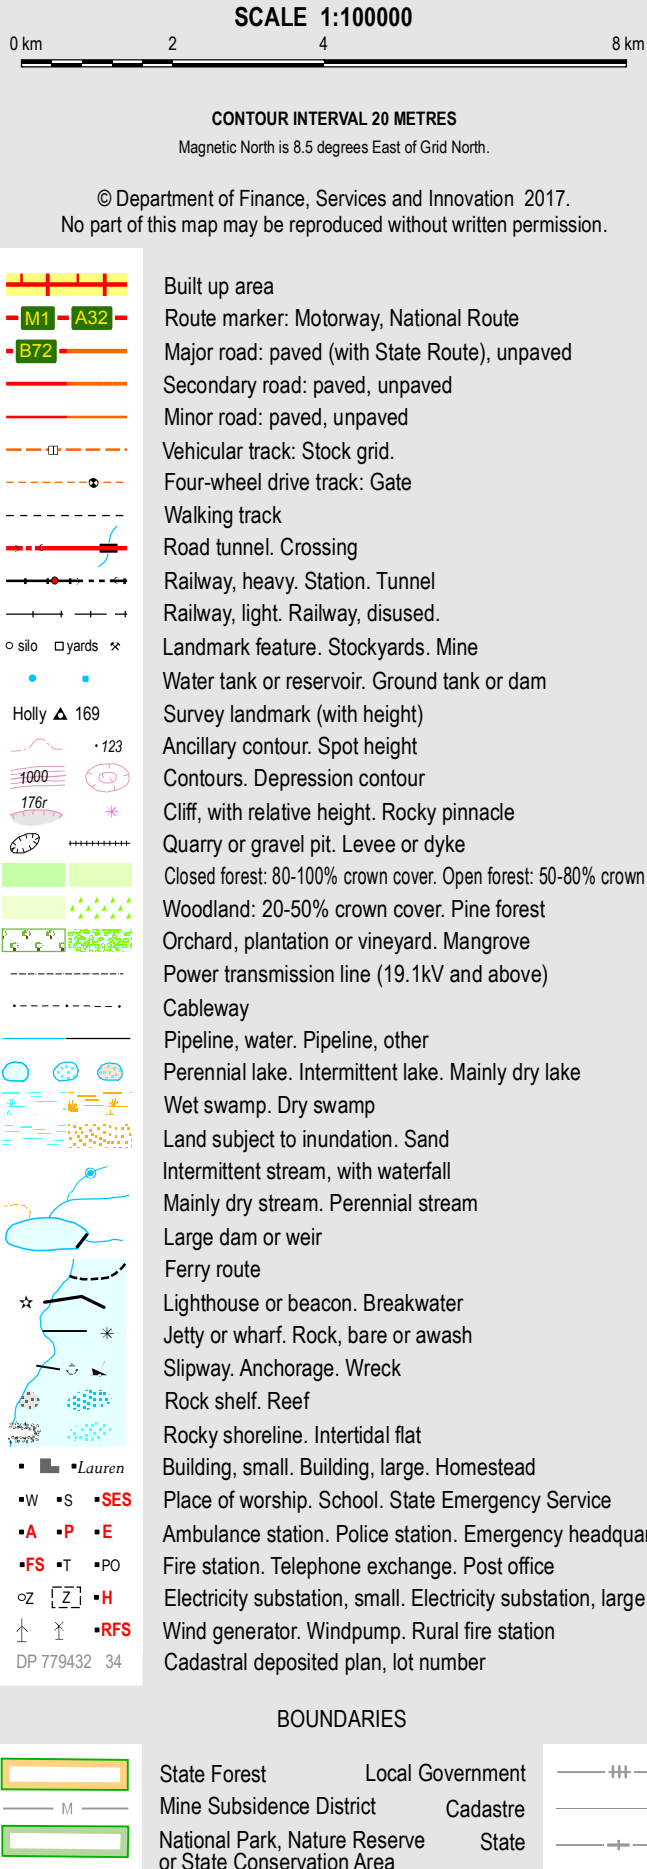 SCALE 1:100000
0 km 2 4 8 km
CONTOUR INTERVAL 20 METRES
Magnetic North is 8.5 degrees East of Grid North.
© Department of Finance, Services and Innovation 2017.
No part of this map may be reproduced without written permission.
Built up area
M1 A32 Route marker: Motorway, National Route
B72 Major road: paved (with State Route), unpaved
Secondary road: paved, unpaved
Minor road: paved, unpaved
Vehicular track: Stock grid.
Four-wheel drive track: Gate
Walking track
Road tunnel. Crossing
Railway, heavy. Station. Tunnel
Railway, light. Railway, disused.
silo yards Landmark feature. Stockyards. Mine
Water tank or reservoir. Ground tank or dam
Holly 169 Survey landmark (with height)
123 Ancillary contour. Spot height
1000 Contours. Depression contour
176r Cliff, with relative height. Rocky pinnacle
Quarry or gravel pit. Levee or dyke
Closed forest: 80-100% crown cover. Open forest: 50-80% crown
Woodland: 20-50% crown cover. Pine forest
Orchard, plantation or vineyard. Mangrove
Power transmission line (19.1kV and above)
Cableway
Pipeline, water. Pipeline, other
Perennial lake. Intermittent lake. Mainly dry lake
Wet swamp. Dry swamp
Land subject to inundation. Sand
Intermittent stream, with waterfall
Mainly dry stream. Perennial stream
Large dam or weir
Ferry route
Lighthouse or beacon. Breakwater
Jetty or wharf. Rock, bare or awash
Slipway. Anchorage. Wreck
Rock shelf. Reef
Rocky shoreline. Intertidal flat
Lauren Building, small. Building, large. Homestead
W S SES Place of worship. School. State Emergency Service
A P E Ambulance station. Police station. Emergency headquar
FS T PO Fire station. Telephone exchange. Post office
Z Z H Electricity substation, small. Electricity substation, large
RFS Wind generator. Windpump. Rural fire station
DP 779432 34 Cadastral deposited plan, lot number
BOUNDARIES
State Forest Local Government
M Mine Subsidence District Cadastre
National Park, Nature Reserve State
or State Conservation Area